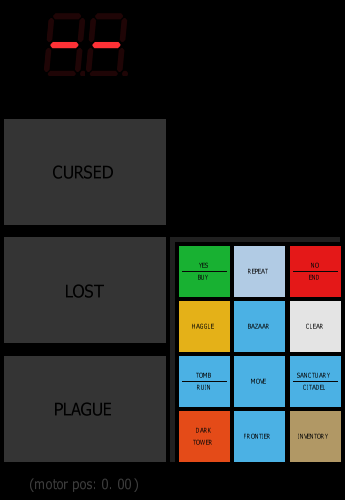 --
CURSED
LOST
PLAGUE
YES
BUY
REPEAT
NO
END
HAGGLE
BAZAAR
CLEAR
TOMB
RUIN
MOVE
SANCTUARY
CITADEL
DARK
TOWER
FRONTIER
INVENTORY
(motor pos: 0. 00)